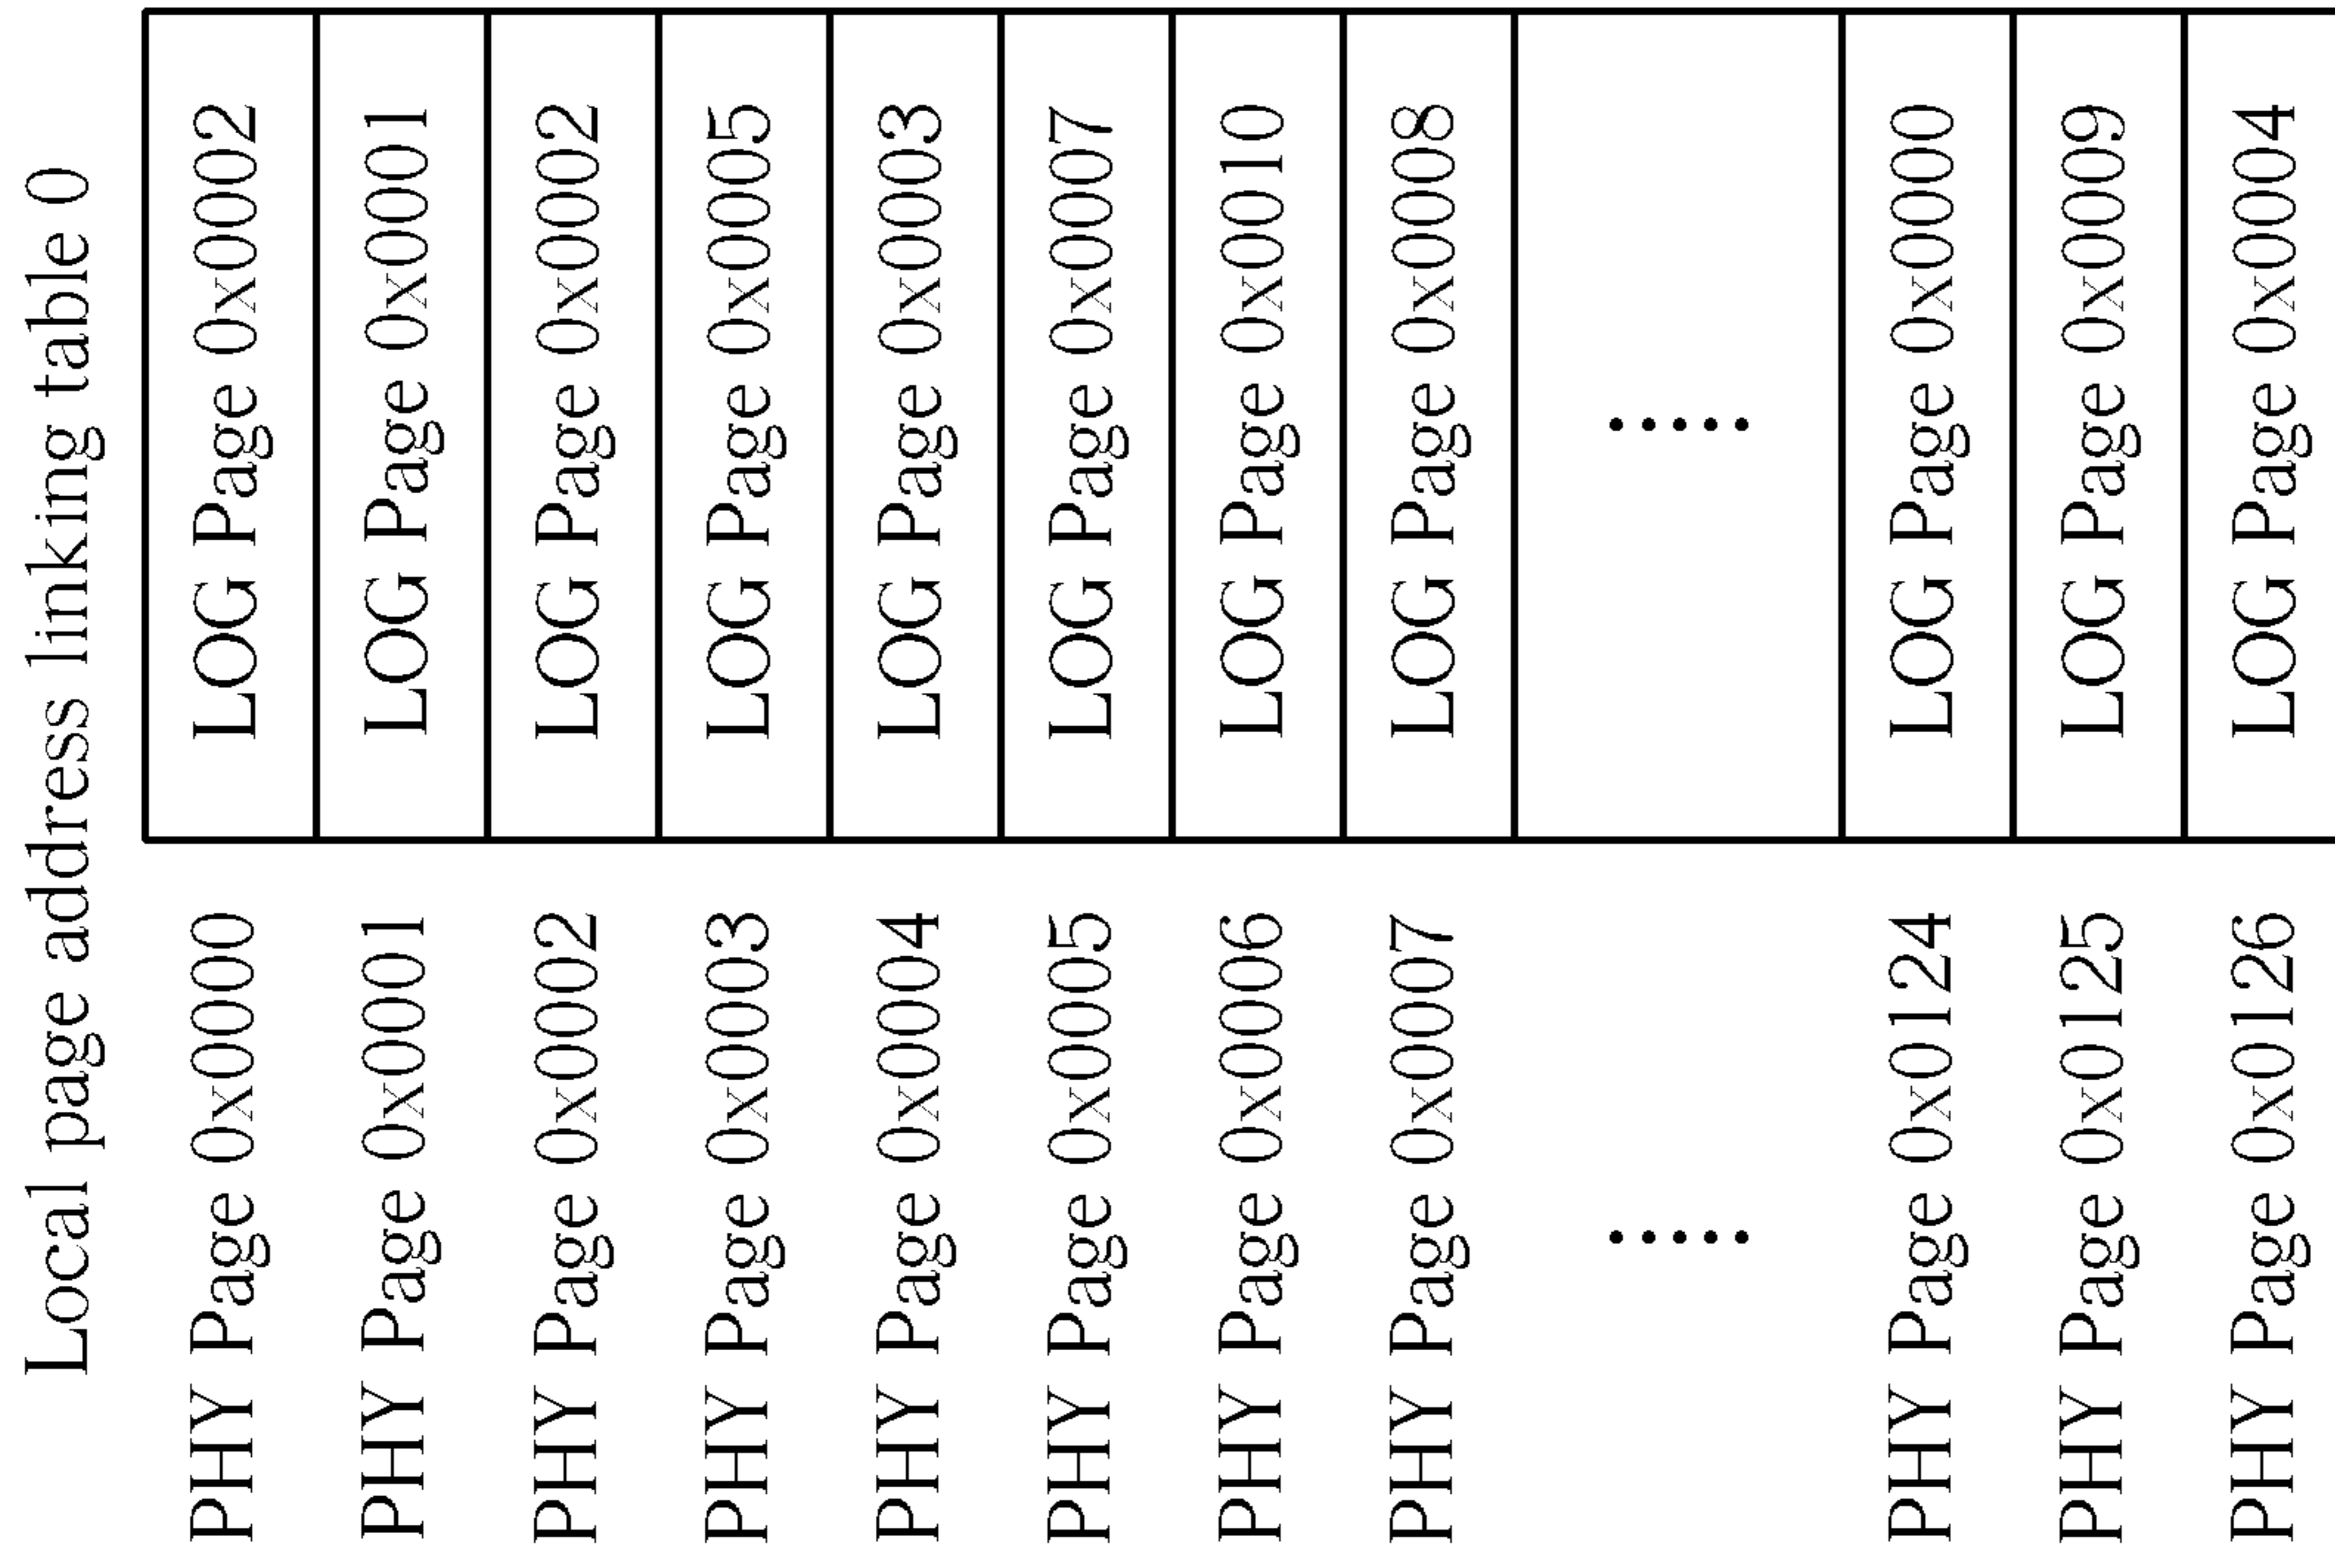 Local page address linking table 0
PHY Page 0x0000 LOG Page 0x0002
PHY Page 0x0001 LOG Page 0x0001
PHY Page 0x0002 LOG Page 0x0002
PHY Page 0x0003 LOG Page 0x0005
PHY Page 0x0004 LOG Page 0x0003
PHY Page 0x0005 LOG Page 0x0007
PHY Page 0x0006 LOG Page 0x0010
PHY Page 0x0007 LOG Page 0x0008
····· ·····
PHY Page 0x0124 LOG Page 0x0000
PHY Page 0x0125 LOG Page 0x0009
PHY Page 0x0126 LOG Page 0x0004